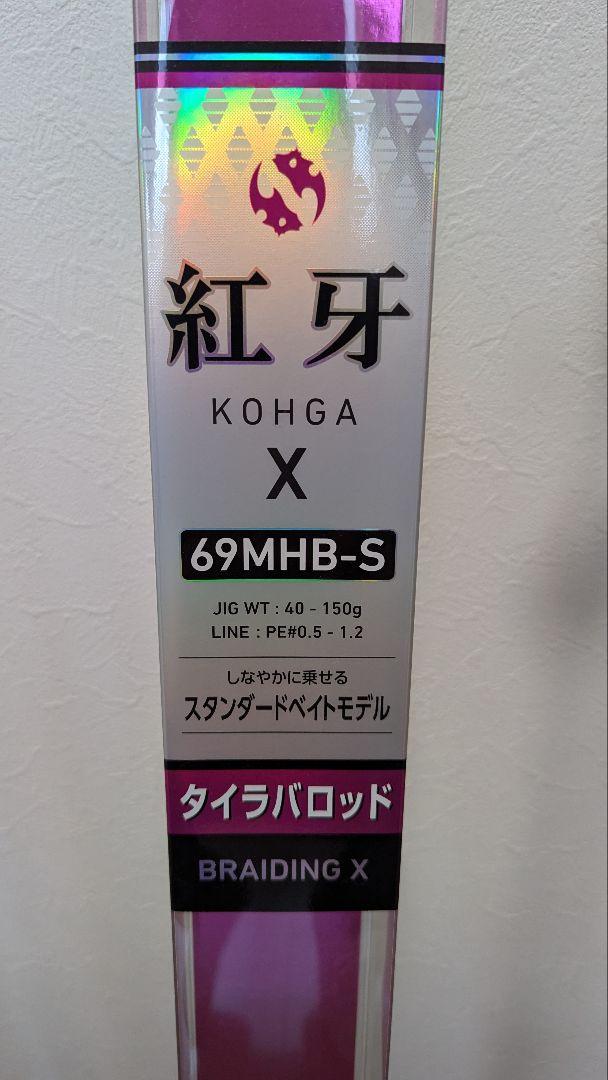 紅牙
KOHGA
X
69MHB-S
JIG WT : 40 - 150g
LINE : PE#0.5 - 1.2
しなやかに乗せる
スタンダードベイトモデル
タイラバロッド
BRAIDING X